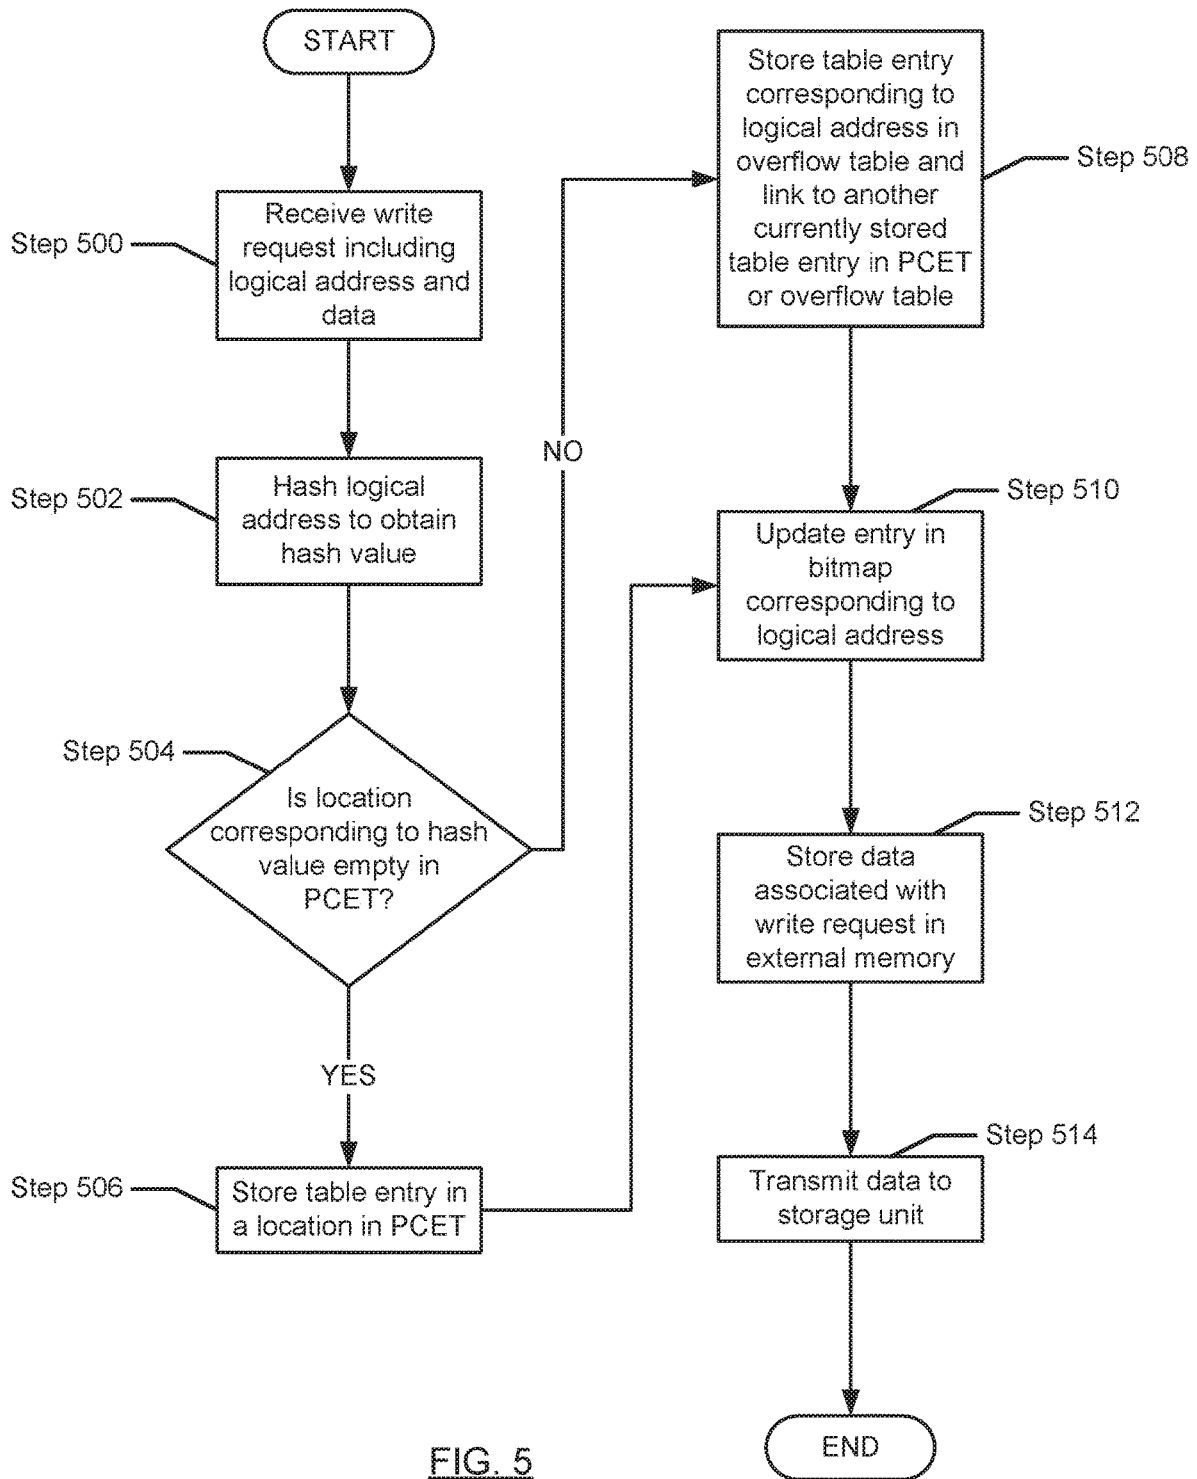 START
Step 500
Receive write
request including
logical address and
data
Step 502
Hash logical
address to obtain
hash value
Step 504
Is location
corresponding to hash
value empty in
PCET?
NO
YES
Step 506
Store table entry in
a location in PCET
Store table entry
corresponding to
logical address in
overflow table and
link to another
currently stored
table entry in PCET
or overflow table
Step 508
Step 510
Update entry in
bitmap
corresponding to
logical address
Step 512
Store data
associated with
write request in
external memory
Step 514
Transmit data to
storage unit
END
FIG. 5